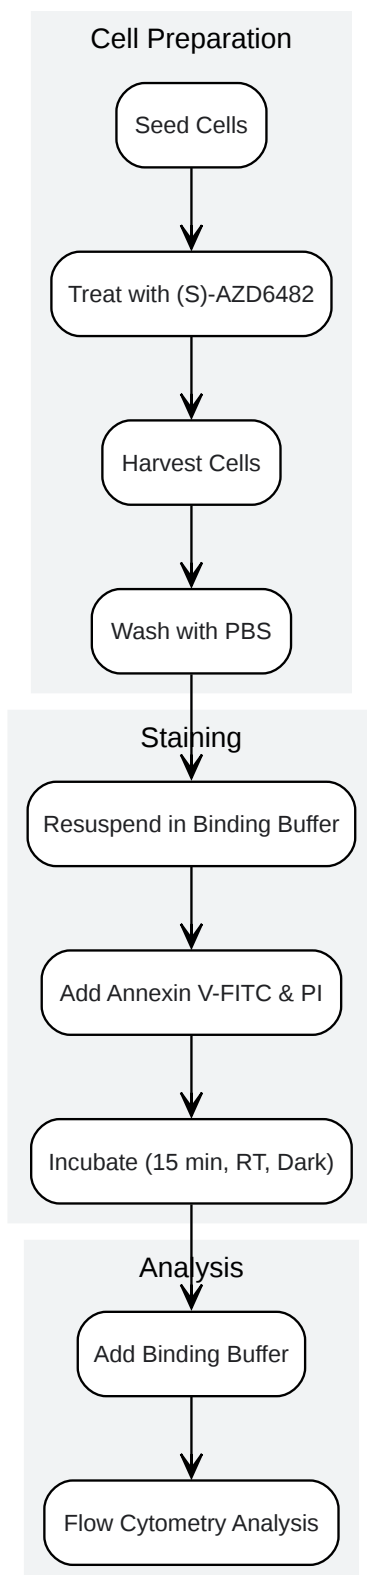 Cell Preparation
Seed Cells
Treat with (S)-AZD6482
Harvest Cells
Wash with PBS
Staining
Resuspend in Binding Buffer
Add Annexin V-FITC & PI
Incubate (15 min, RT, Dark)
Analysis
Add Binding Buffer
Flow Cytometry Analysis